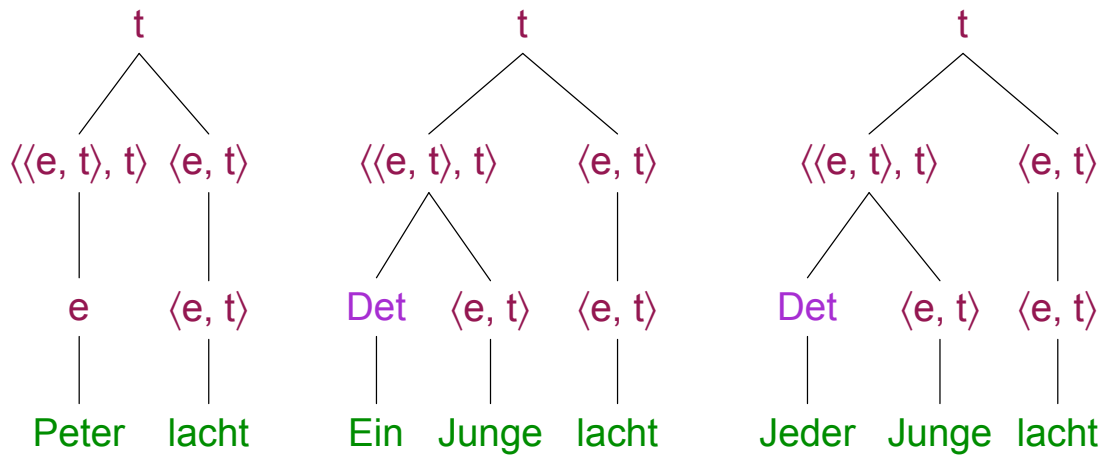 t t t
⟨⟨e, t⟩, t⟩ ⟨e, t⟩ ⟨⟨e, t⟩, t⟩ ⟨e, t⟩ ⟨⟨e, t⟩, t⟩ ⟨e, t⟩
e ⟨e, t⟩ Det ⟨e, t⟩ ⟨e, t⟩ Det ⟨e, t⟩ ⟨e, t⟩
Peter lacht Ein Junge lacht Jeder Junge lacht